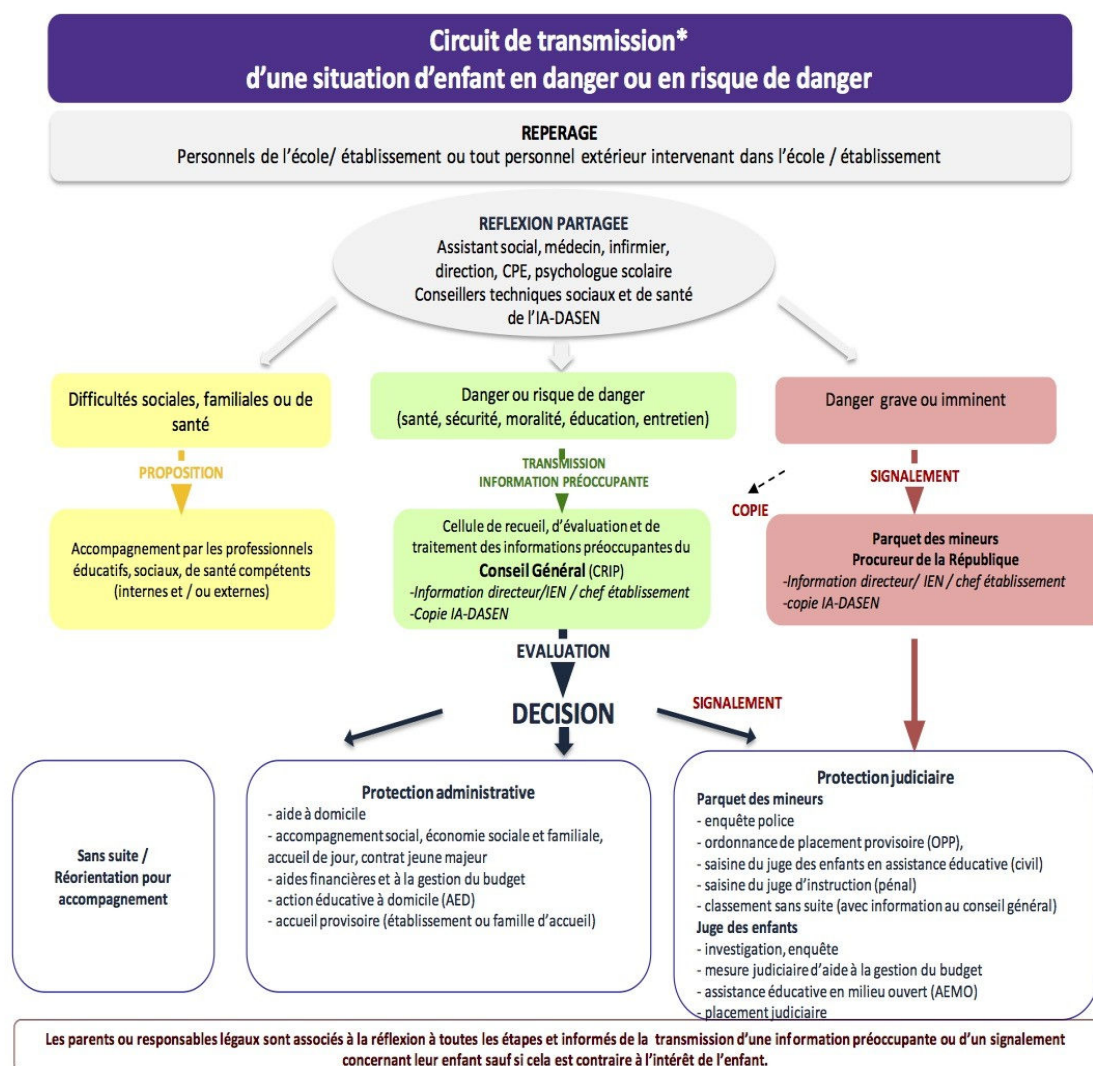 Circuit de transmission*
d'une situation d'enfant en danger ou en risque de danger
REPERAGE
Personnels de l'école/ établissement ou tout personnel extérieur intervenant dans l'école / établissement
REFLEXION PARTAGEE
Assistant social, médecin, infirmier,
direction, CPE, psychologue scolaire
Conseillers techniques sociaux et de santé
de l'IA-DASEN
Difficultés sociales, familiales ou de
santé
PROPOSITION
Accompagnement par les professionnels
éducatifs, sociaux, de santé compétents
(internes et / ou externes)
Danger ou risque de danger
(santé, sécurité, moralité, éducation, entretien)
TRANSMISSION
INFORMATION PRÉOCCUPANTE
Cellule de recueil, d'évaluation et de
traitement des informations préoccupantes du
Conseil Général (CRIP)
-Information directeur/IEN / chef établissement
-Copie IA-DASEN
Danger grave ou imminent
SIGNALEMENT
COPIE
Parquet des mineurs
Procureur de la République
-Information directeur/ IEN / chef établissement
-copie IA-DASEN
EVALUATION
DECISION
SIGNALEMENT
Sans suite /
Réorientation pour
accompagnement
Protection administrative
- aide à domicile
- accompagnement social, économie sociale et familiale,
accueil de jour, contrat jeune majeur
- aides financières et à la gestion du budget
- action éducative à domicile (AED)
- accueil provisoire (établissement ou famille d'accueil)
Protection judiciaire
Parquet des mineurs
- enquête police
- ordonnance de placement provisoire (OPP),
- saisine du juge des enfants en assistance éducative (civil)
- saisine du juge d'instruction (pénal)
- classement sans suite (avec information au conseil général)
Juge des enfants
- investigation, enquête
- mesure judiciaire d'aide à la gestion du budget
- assistance éducative en milieu ouvert (AEMO)
- placement judiciaire
Les parents ou responsables légaux sont associés à la réflexion à toutes les étapes et informés de la transmission d'une information préoccupante ou d'un signalement
concernant leur enfant sauf si cela est contraire à l'intérêt de l'enfant.